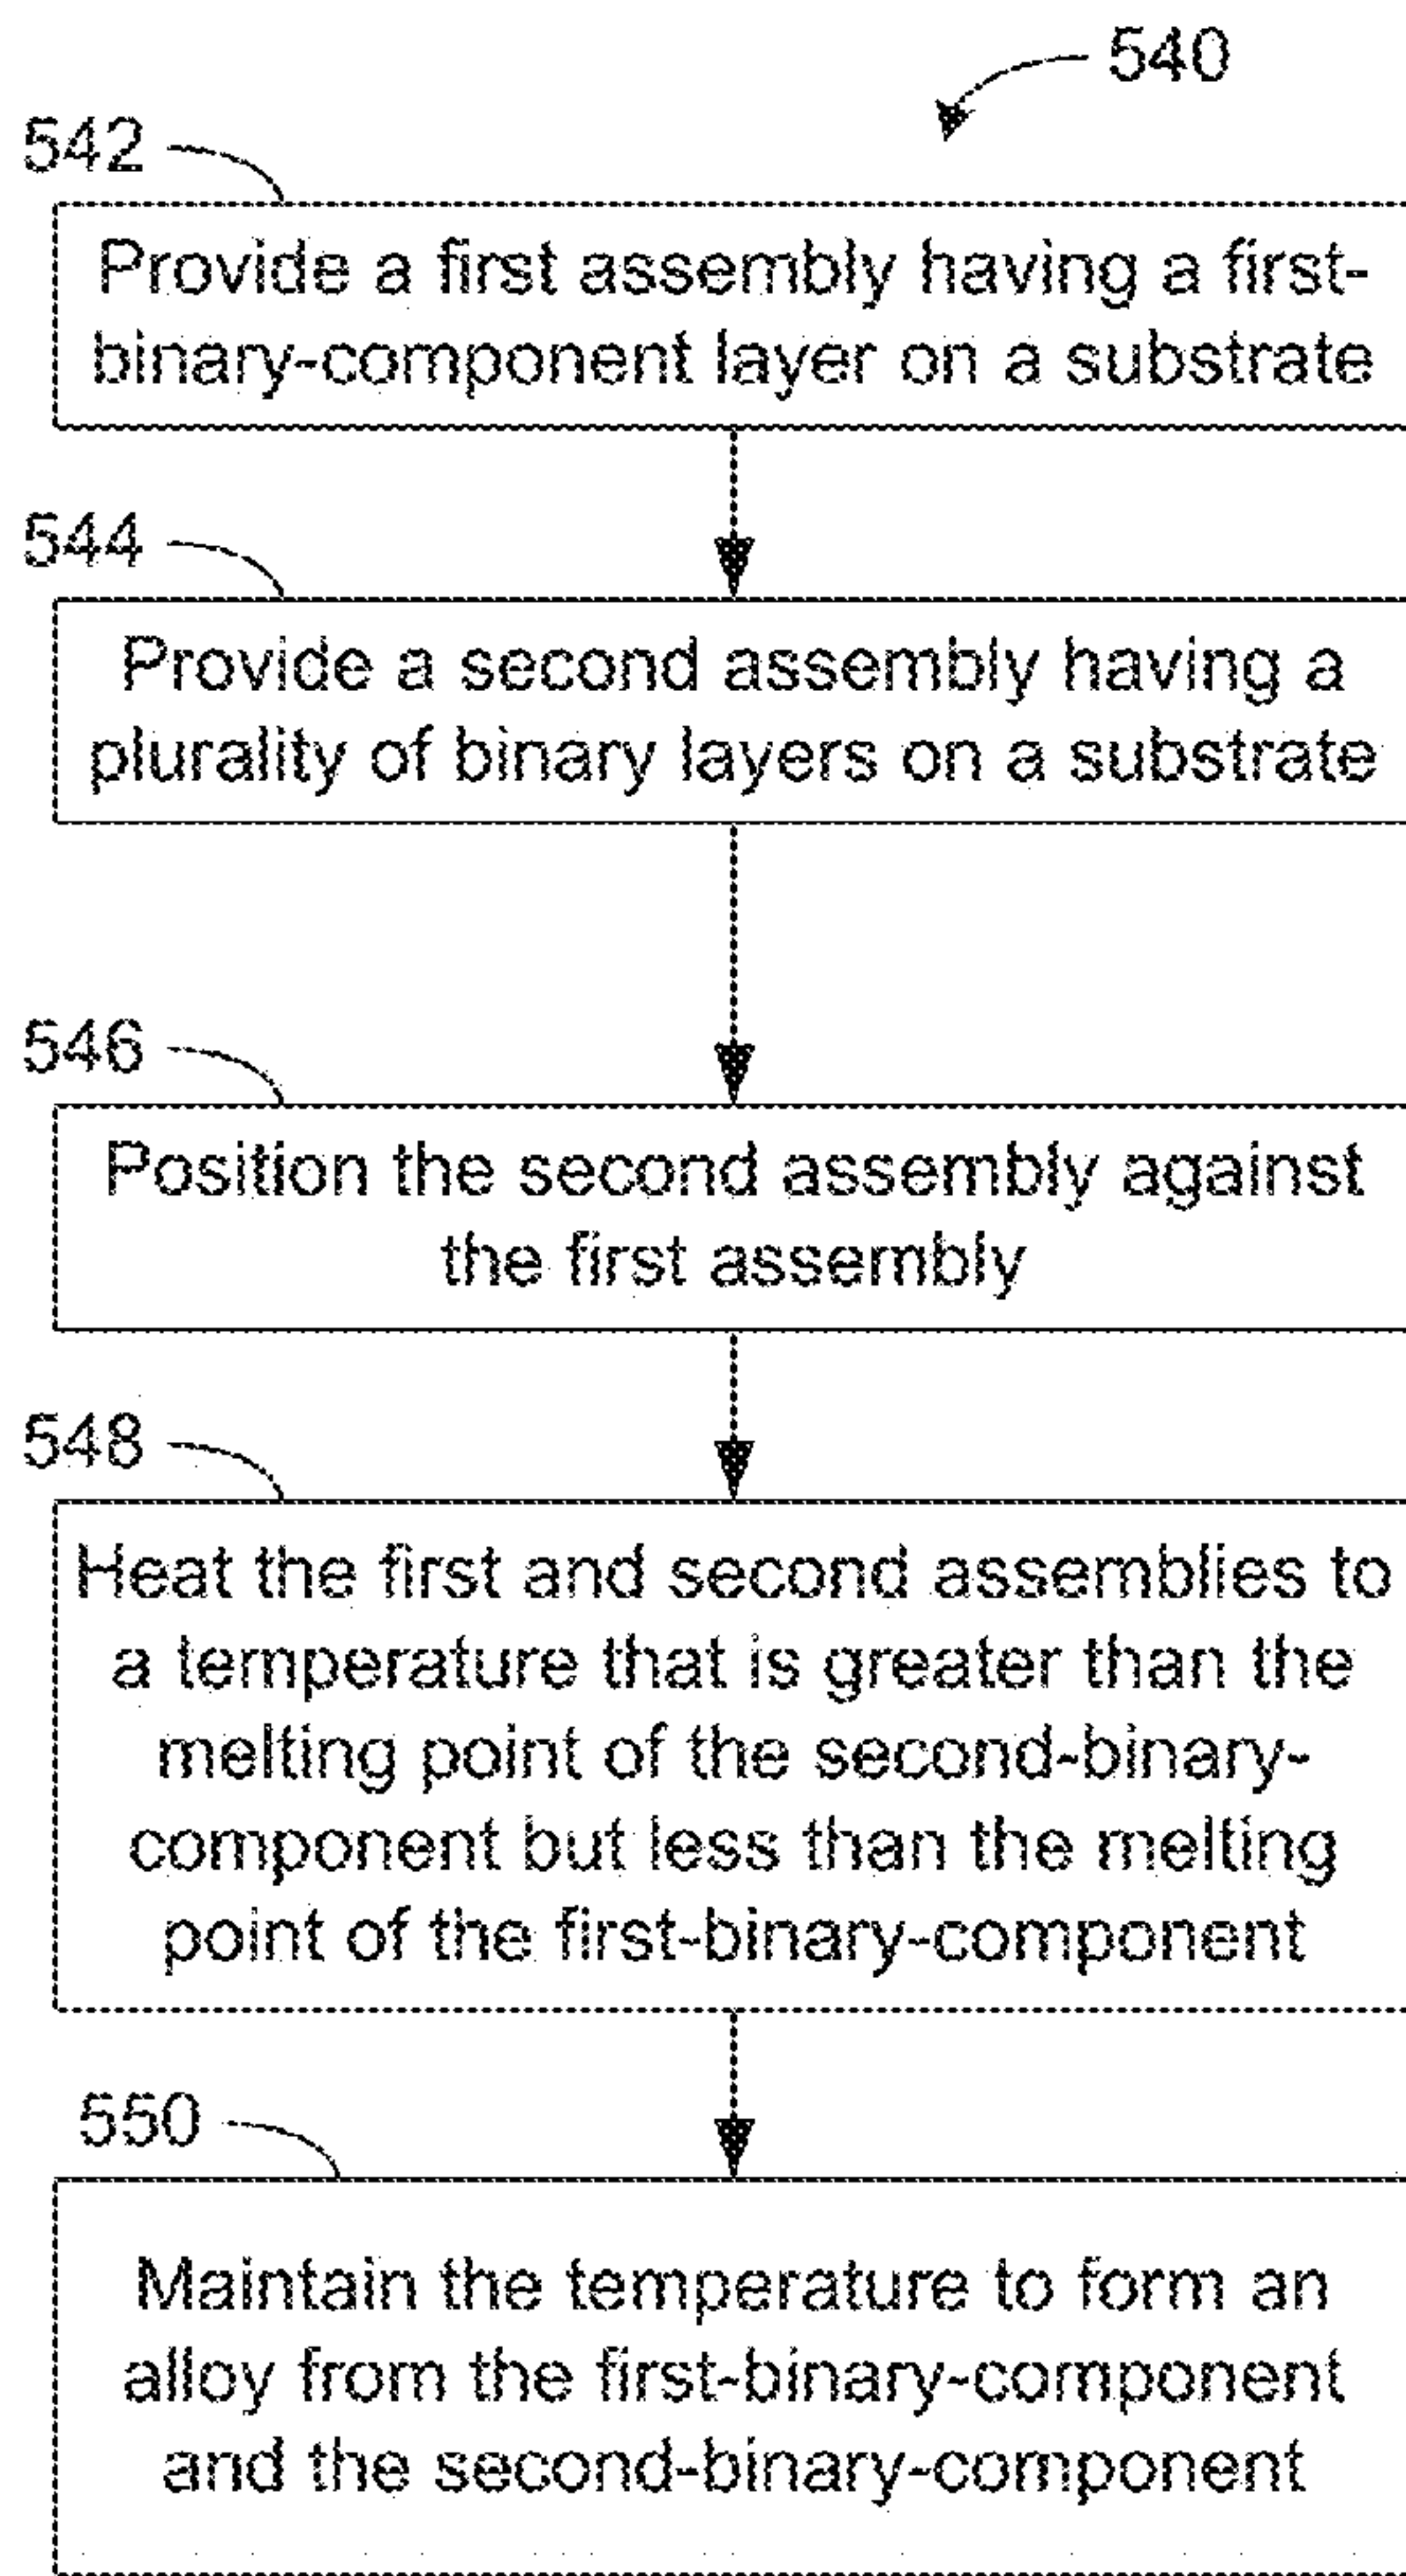 540
542
Provide a first assembly having a first-
binary-component layer on a substrate
544
Provide a second assembly having a
plurality of binary layers on a substrate
546
Position the second assembly against
the first assembly
548
Heat the first and second assemblies to
a temperature that is greater than the
melting point of the second-binary-
component but less than the melting
point of the first-binary-component
550
Maintain the temperature to form an
alloy from the first-binary-component
and the second-binary-component